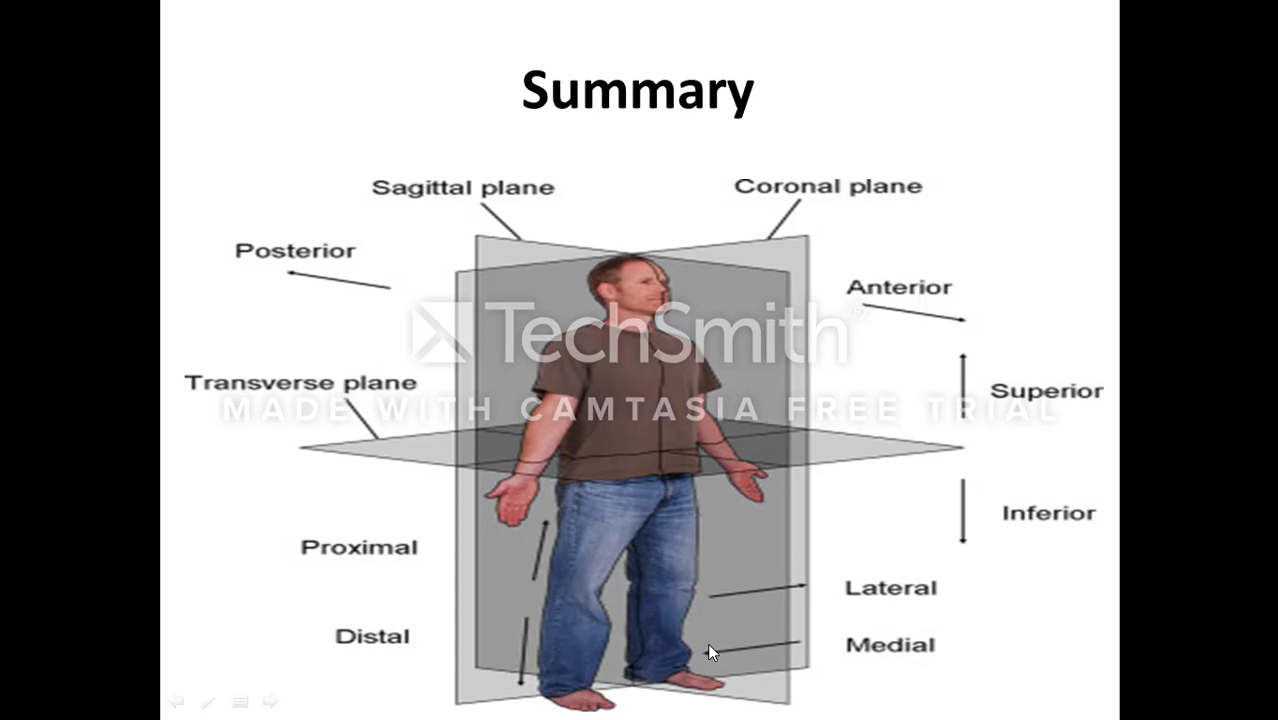 Summary
Sagittal plane
Coronal plane
Posterior
Anterior
TechSmith®
Transverse plane
Superior
MADE WITH CAMTASIA FREE TRIAL
Inferior
Proximal
Lateral
Distal
Medial